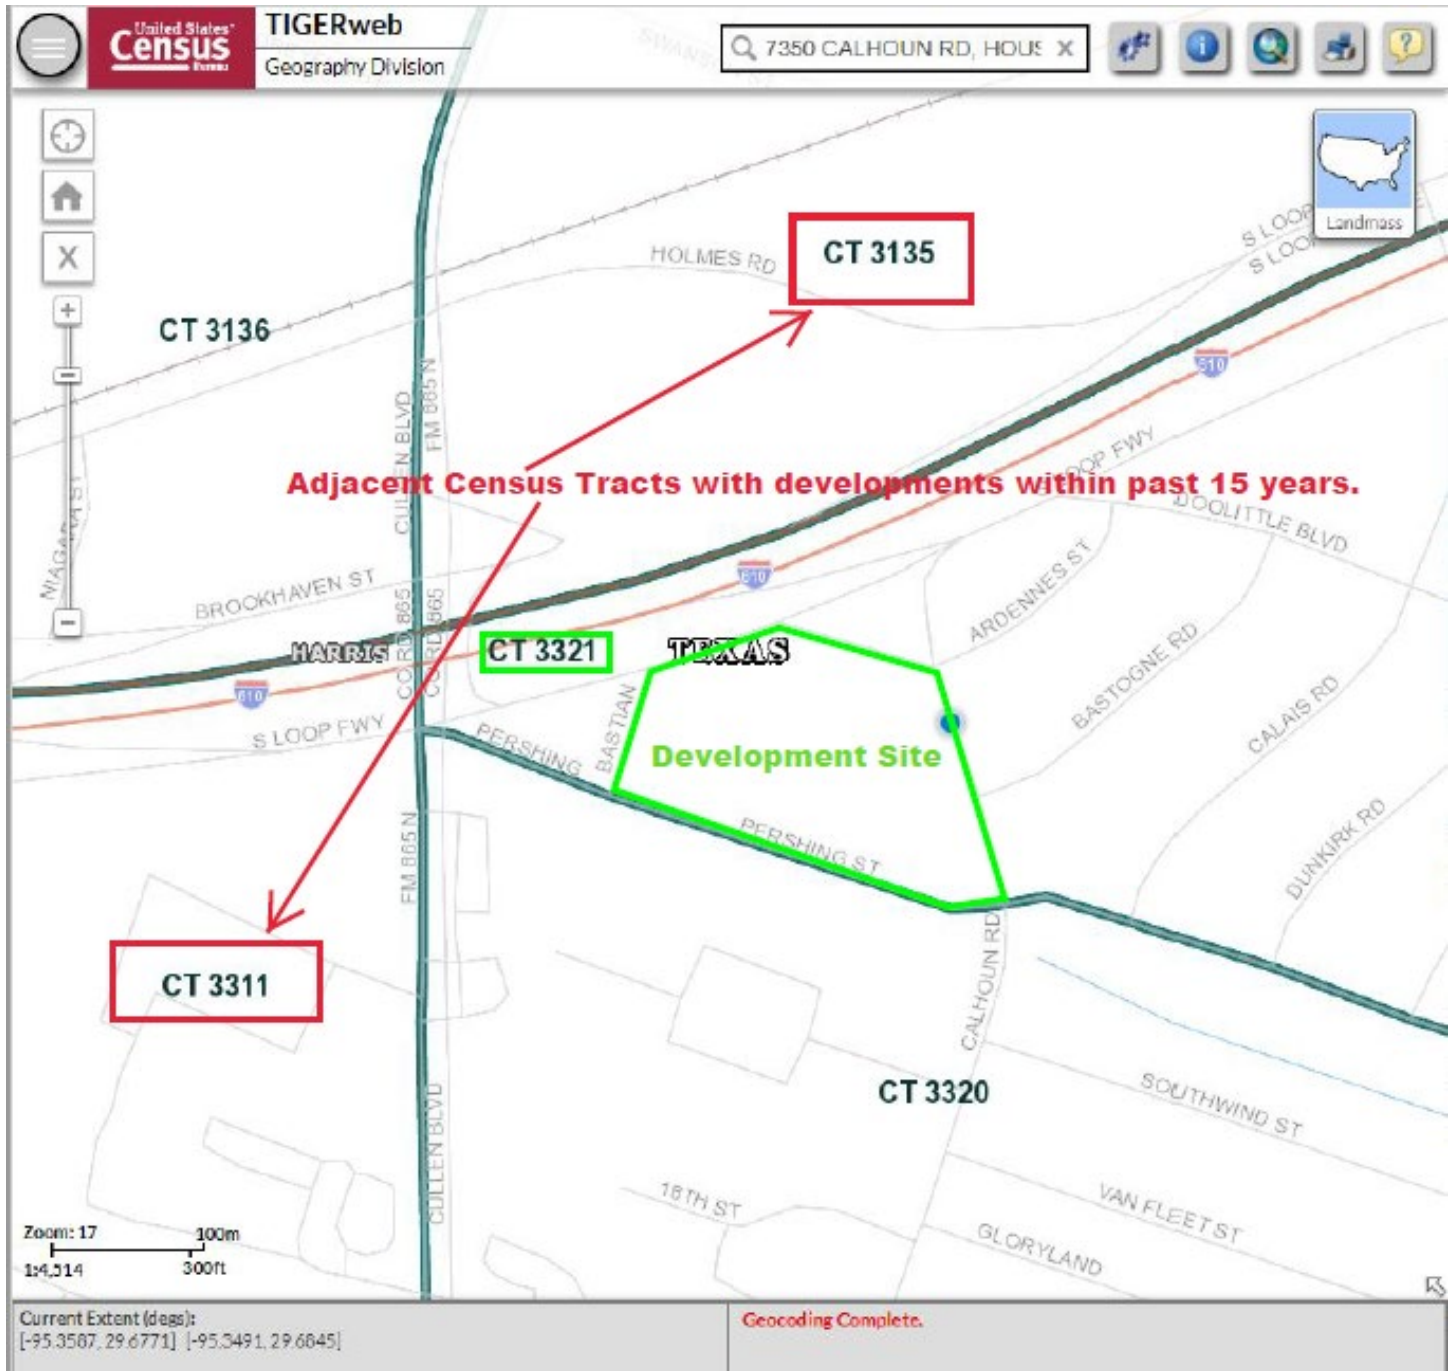 United States®
Census
Bureau
TIGERweb
Geography Division
7350 CALHOUN RD, HOUS X
Landmass
S LOOP
S LOOP
HOLMES RD
CT 3135
CT 3136
CULLEN BLVD
FM 865 N
610
Adjacent Census Tracts with developments within past 15 years.
LOOP FWY
DOOLITTLE BLVD
NIAGARA ST
BROOKHAVEN ST
610
ARDENNES ST
HARRIS
CO RD 865
CO RD 865
CT 3321
TEXAS
BASTOGNE RD
CALAIS RD
610
S LOOP FWY
PERSHING
BASTIAN
Development Site
PERSHING ST
DUNKIRK RD
FM 865 N
CT 3311
CALHOUN RD
CT 3320
SOUTHWIND ST
CULLEN BLVD
16TH ST
VAN FLEET ST
GLORYLAND
Zoom: 17
100m
1:4,514
300ft
Current Extent (degs):
[-95.3587, 29.6771] [-95.3491, 29.6845]
Geocoding Complete.